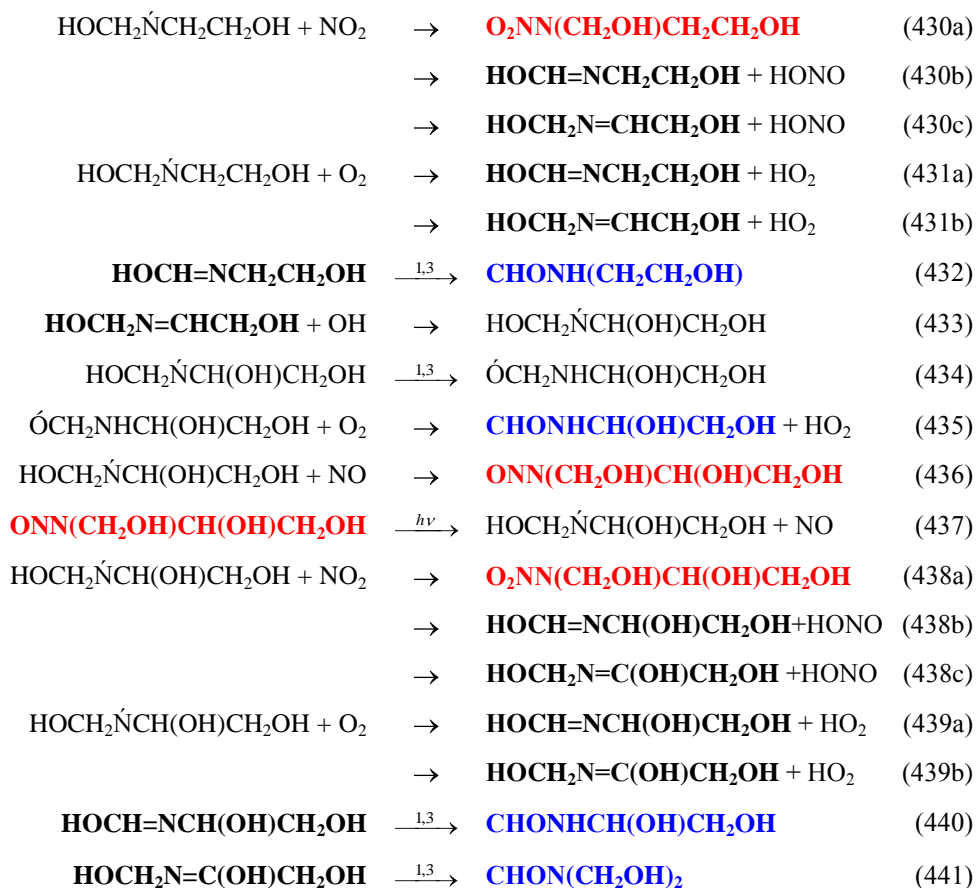 HOCH₂ŃCH₂CH₂OH + NO₂ → O₂NN(CH₂OH)CH₂CH₂OH (430a)
→ HOCH=NCH₂CH₂OH + HONO (430b)
→ HOCH₂N=CHCH₂OH + HONO (430c)
HOCH₂ŃCH₂CH₂OH + O₂ → HOCH=NCH₂CH₂OH + HO₂ (431a)
→ HOCH₂N=CHCH₂OH + HO₂ (431b)
HOCH=NCH₂CH₂OH 1,3→ CHONH(CH₂CH₂OH) (432)
HOCH₂N=CHCH₂OH + OH → HOCH₂ŃCH(OH)CH₂OH (433)
HOCH₂ŃCH(OH)CH₂OH 1,3→ ÓCH₂NHCH(OH)CH₂OH (434)
ÓCH₂NHCH(OH)CH₂OH + O₂ → CHONHCH(OH)CH₂OH + HO₂ (435)
HOCH₂ŃCH(OH)CH₂OH + NO → ONN(CH₂OH)CH(OH)CH₂OH (436)
ONN(CH₂OH)CH(OH)CH₂OH hν→ HOCH₂ŃCH(OH)CH₂OH + NO (437)
HOCH₂ŃCH(OH)CH₂OH + NO₂ → O₂NN(CH₂OH)CH(OH)CH₂OH (438a)
→ HOCH=NCH(OH)CH₂OH+HONO (438b)
→ HOCH₂N=C(OH)CH₂OH +HONO (438c)
HOCH₂ŃCH(OH)CH₂OH + O₂ → HOCH=NCH(OH)CH₂OH + HO₂ (439a)
→ HOCH₂N=C(OH)CH₂OH + HO₂ (439b)
HOCH=NCH(OH)CH₂OH 1,3→ CHONHCH(OH)CH₂OH (440)
HOCH₂N=C(OH)CH₂OH 1,3→ CHON(CH₂OH)₂ (441)